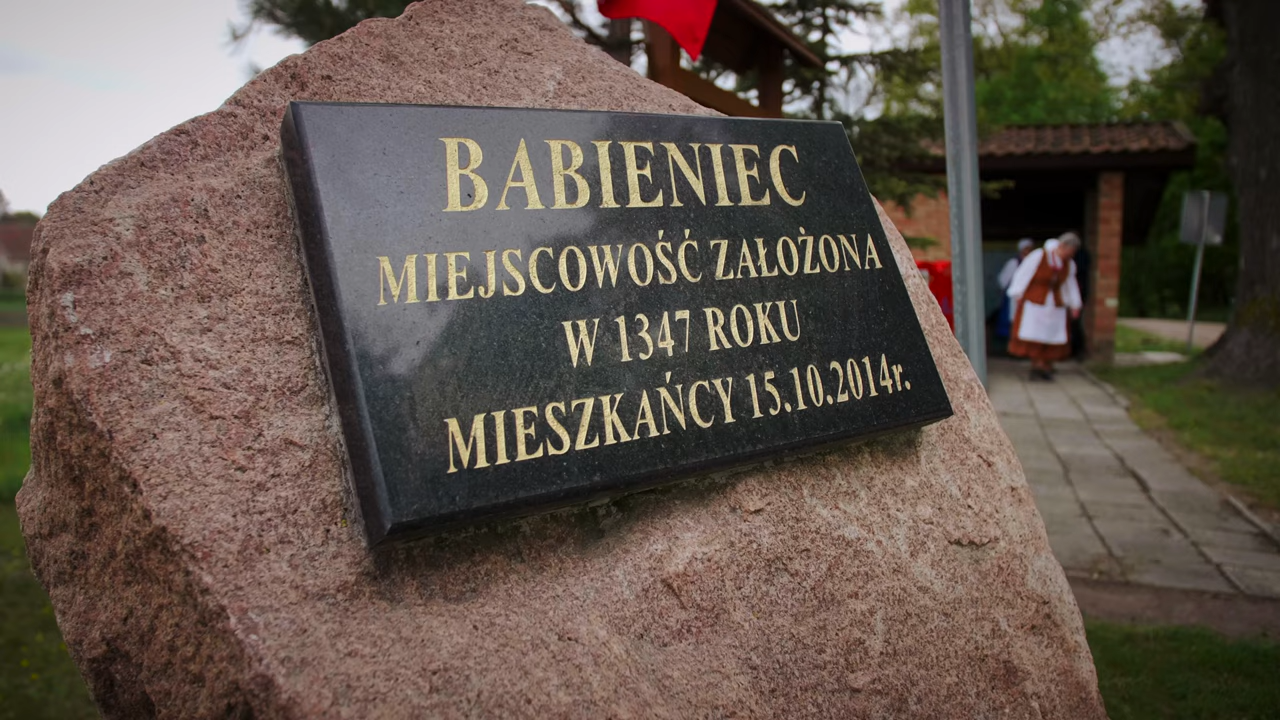 BABIENIEC
MIEJSCOWOŚĆ ZAŁOŻONA
W 1347 ROKU
MIESZKAŃCY 15.10.2014r.